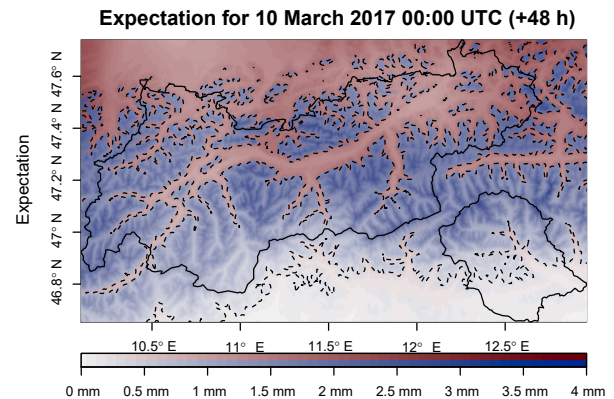 Expectation for 10 March 2017 00:00 UTC (+48 h)
Expectation
47.6° N
47.4° N
47.2° N
47° N
46.8° N
10.5° E 11° E 11.5° E 12° E 12.5° E
0 mm 0.5 mm 1 mm 1.5 mm 2 mm 2.5 mm 3 mm 3.5 mm 4 mm